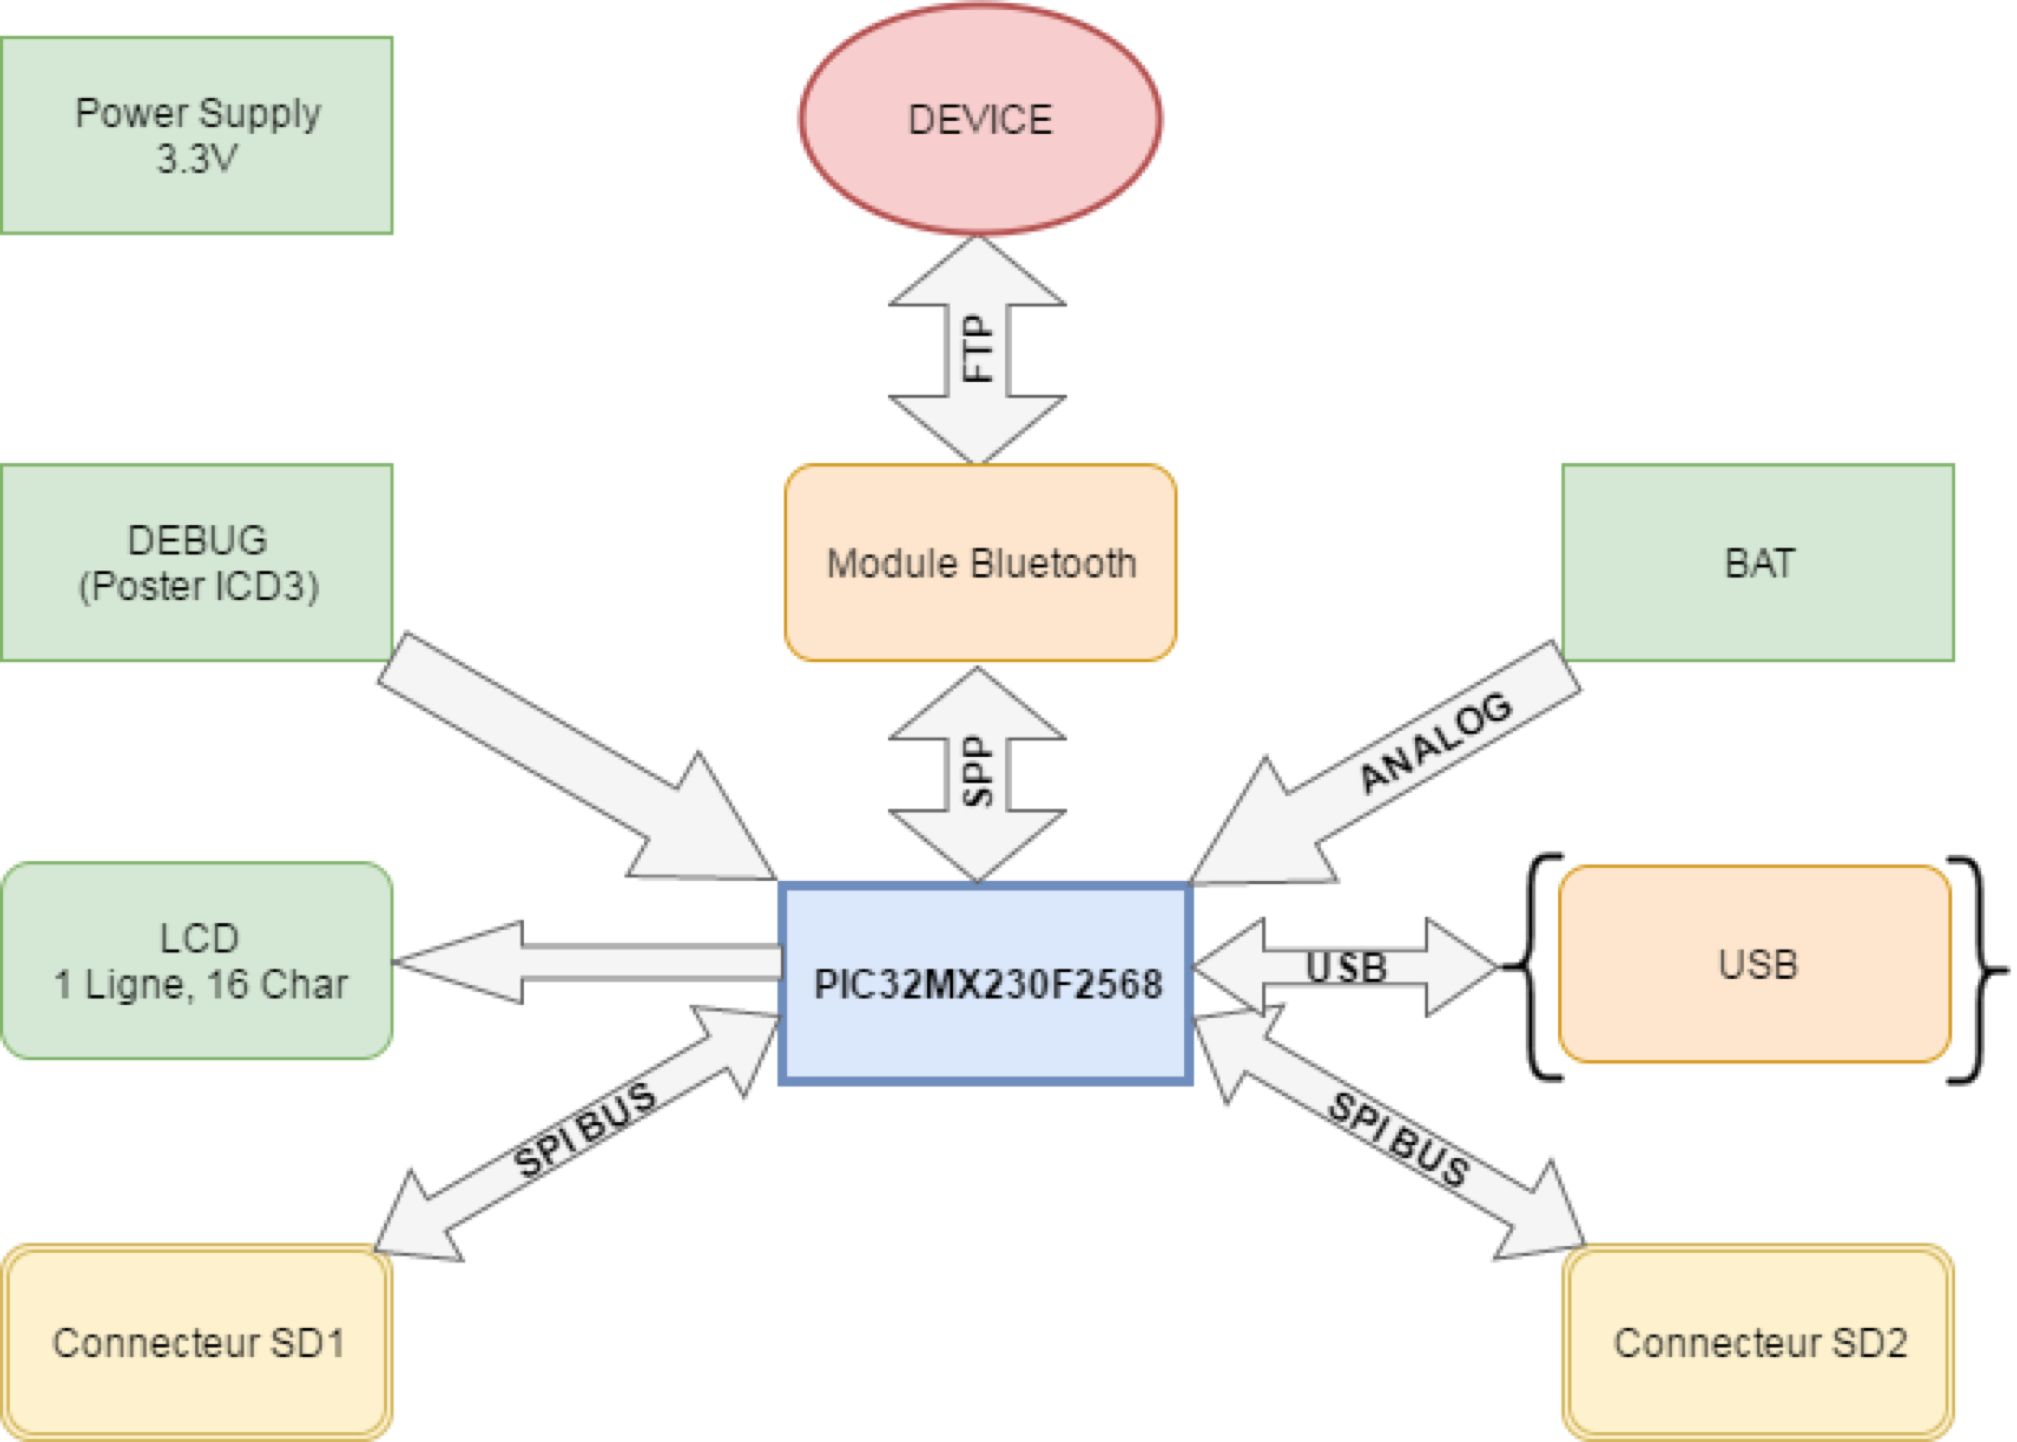 Power Supply
3.3V
DEVICE
FTP
DEBUG
(Poster ICD3)
Module Bluetooth
BAT
SPP
ANALOG
LCD
1 Ligne, 16 Char
PIC32MX230F2568
USB
USB
SPI BUS
SPI BUS
Connecteur SD1
Connecteur SD2